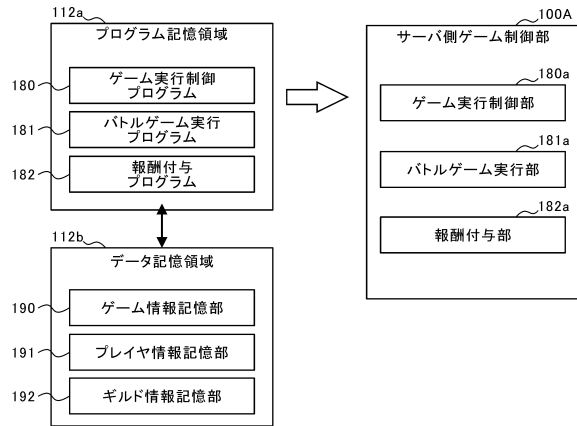 112a
プログラム記憶領域
180
ゲーム実行制御
プログラム
181
バトルゲーム実行
プログラム
182
報酬付与
プログラム
112b
データ記憶領域
190
ゲーム情報記憶部
191
プレイヤ情報記憶部
192
ギルド情報記憶部
100A
サーバ側ゲーム制御部
180a
ゲーム実行制御部
181a
バトルゲーム実行部
182a
報酬付与部